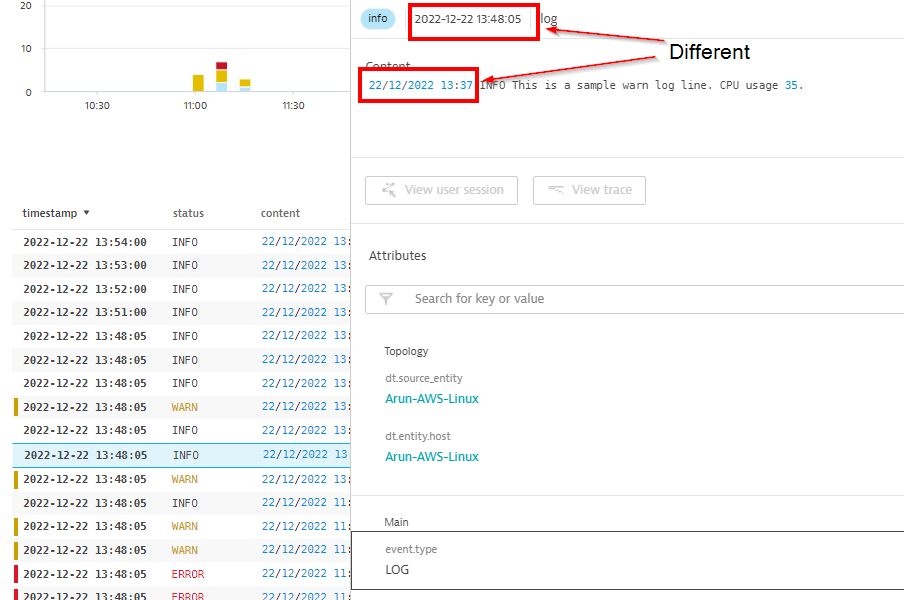 20
10
0
10:30 11:00 11:30
info 2022-12-22 13:48:05 log
Different
Content
22/12/2022 13:37 INFO This is a sample warn log line. CPU usage 35.
View user session View trace
timestamp ▼ status content
2022-12-22 13:54:00 INFO 22/12/2022 13:
2022-12-22 13:53:00 INFO 22/12/2022 13:
2022-12-22 13:52:00 INFO 22/12/2022 13:
2022-12-22 13:51:00 INFO 22/12/2022 13:
2022-12-22 13:48:05 INFO 22/12/2022 13:
2022-12-22 13:48:05 INFO 22/12/2022 13:
2022-12-22 13:48:05 INFO 22/12/2022 13:
2022-12-22 13:48:05 WARN 22/12/2022 13:
2022-12-22 13:48:05 INFO 22/12/2022 13:
2022-12-22 13:48:05 INFO 22/12/2022 13
2022-12-22 13:48:05 WARN 22/12/2022 13:
2022-12-22 13:48:05 INFO 22/12/2022 11:
2022-12-22 13:48:05 WARN 22/12/2022 11:
2022-12-22 13:48:05 WARN 22/12/2022 11:
2022-12-22 13:48:05 ERROR 22/12/2022 11:
2022-12-22 13:48:05 ERROR 22/12/2022 11:
Attributes
Search for key or value
Topology
dt.source_entity
Arun-AWS-Linux
dt.entity.host
Arun-AWS-Linux
Main
event.type
LOG